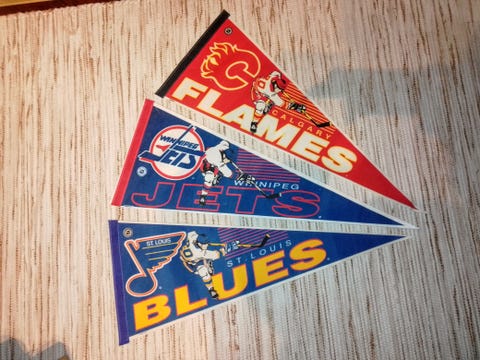 CALGARY
FLAMES
WINNIPEG
JETS
WINNIPEG
JETS
ST. LOUIS
ST. LOUIS
BLUES